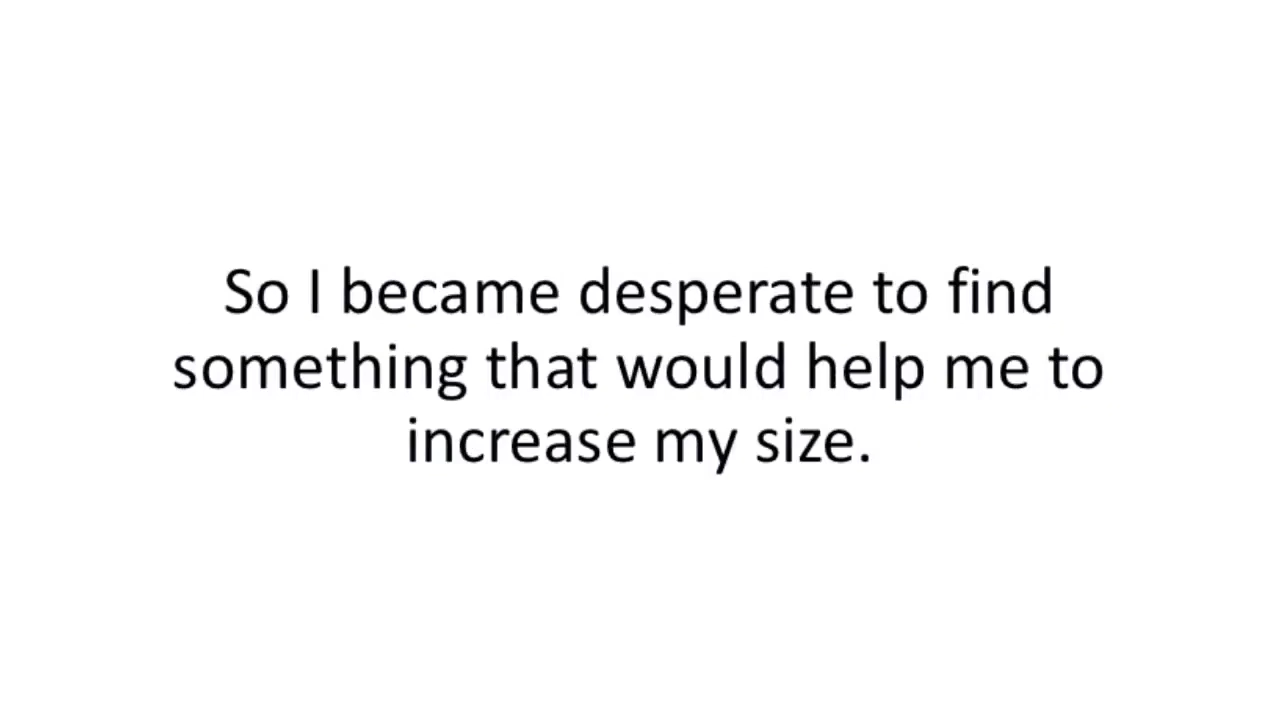 So I became desperate to find
something that would help me to
increase my size.